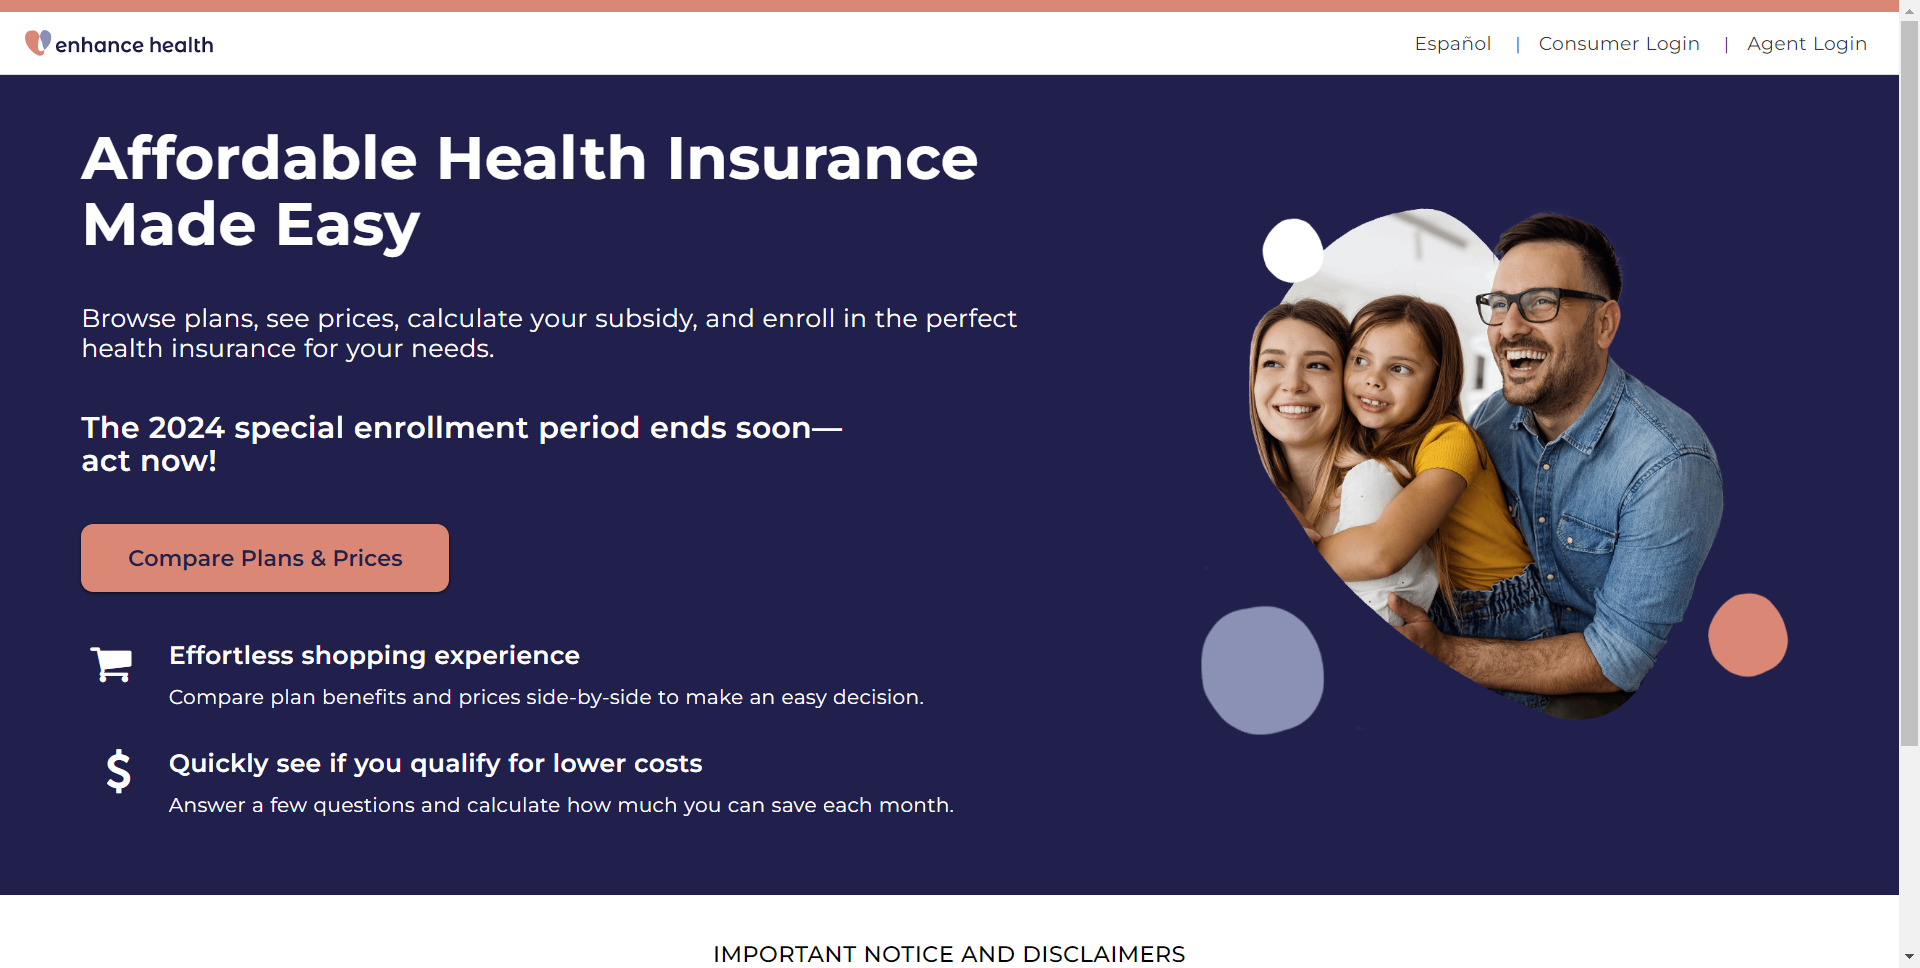 enhance health
Español | Consumer Login | Agent Login
Affordable Health Insurance
Made Easy
Browse plans, see prices, calculate your subsidy, and enroll in the perfect
health insurance for your needs.
The 2024 special enrollment period ends soon—
act now!
Compare Plans & Prices
Effortless shopping experience
Compare plan benefits and prices side-by-side to make an easy decision.
$ Quickly see if you qualify for lower costs
Answer a few questions and calculate how much you can save each month.
IMPORTANT NOTICE AND DISCLAIMERS